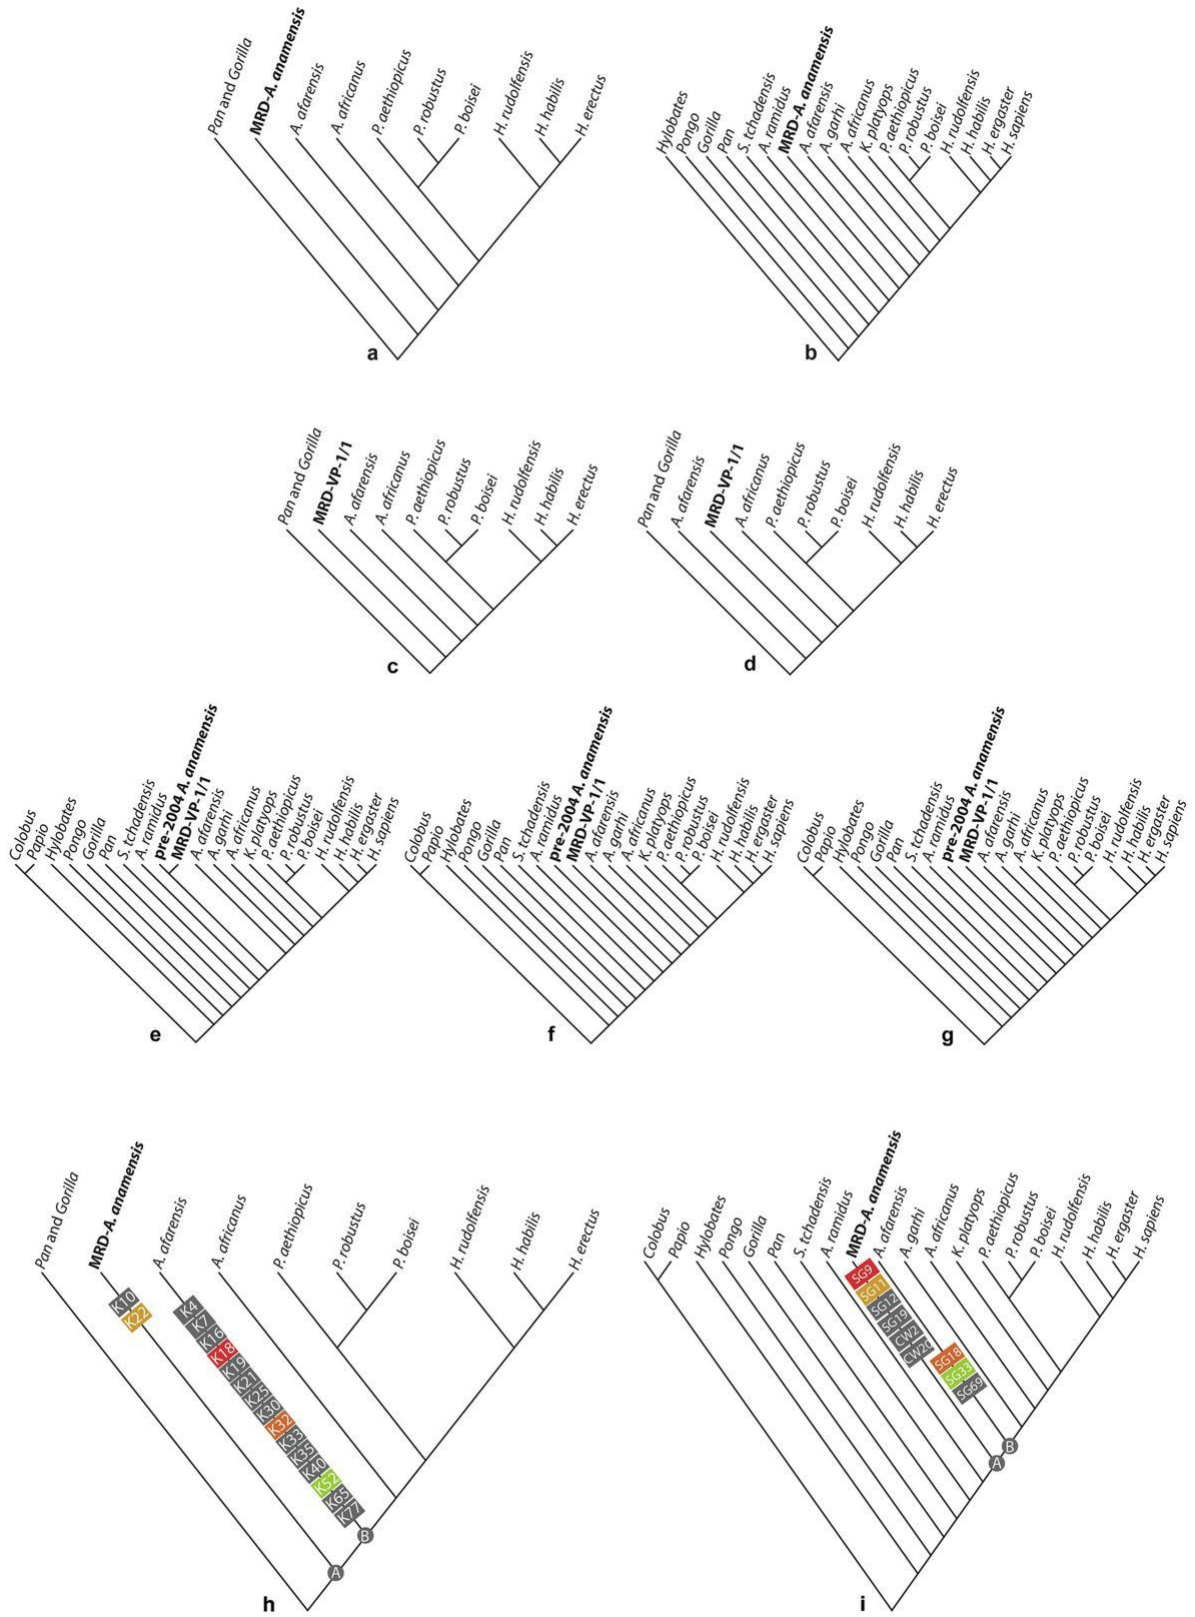 Pan and Gorilla
MRD-A. anamensis
A. afarensis
A. africanus
P. aethiopicus
P. robustus
P. boisei
H. rudolfensis
H. habilis
H. erectus
a
Hylobates
Pongo
Gorilla
Pan
S. tchadensis
A. ramidus
MRD-A. anamensis
A. afarensis
A. garhi
A. africanus
K. platyops
P. aethiopicus
P. robustus
P. boisei
H. rudolfensis
H. habilis
H. ergaster
H. sapiens
b
Pan and Gorilla
MRD-VP-1/1
A. afarensis
A. africanus
P. aethiopicus
P. robustus
P. boisei
H. rudolfensis
H. habilis
H. erectus
c
Pan and Gorilla
A. afarensis
MRD-VP-1/1
A. africanus
P. aethiopicus
P. robustus
P. boisei
H. rudolfensis
H. habilis
H. erectus
d
Colobus
Papio
Hylobates
Pongo
Gorilla
Pan
S. tchadensis
A. ramidus
pre-2004 A. anamensis
MRD-VP-1/1
A. afarensis
A. garhi
A. africanus
K. platyops
P. aethiopicus
P. robustus
P. boisei
H. rudolfensis
H. habilis
H. ergaster
H. sapiens
e
Colobus
Papio
Hylobates
Pongo
Gorilla
Pan
S. tchadensis
A. ramidus
pre-2004 A. anamensis
MRD-VP-1/1
A. afarensis
A. garhi
A. africanus
K. platyops
P. aethiopicus
P. robustus
P. boisei
H. rudolfensis
H. habilis
H. ergaster
H. sapiens
f
Colobus
Papio
Hylobates
Pongo
Gorilla
Pan
S. tchadensis
A. ramidus
pre-2004 A. anamensis
MRD-VP-1/1
A. afarensis
A. garhi
A. africanus
K. platyops
P. aethiopicus
P. robustus
P. boisei
H. rudolfensis
H. habilis
H. ergaster
H. sapiens
g
Pan and Gorilla
MRD-A. anamensis
A. afarensis
A. africanus
P. aethiopicus
P. robustus
P. boisei
H. rudolfensis
H. habilis
H. erectus
K10
K22
K4
K7
K16
K18
K19
K21
K25
K30
K32
K33
K35
K40
K52
K65
K77
B
A
h
Colobus
Papio
Hylobates
Pongo
Gorilla
Pan
S. tchadensis
A. ramidus
MRD-A. anamensis
A. afarensis
A. garhi
A. africanus
K. platyops
P. aethiopicus
P. robustus
P. boisei
H. rudolfensis
H. habilis
H. ergaster
H. sapiens
SG9
SG11
SG12
SG19
CW2
SG18
SG33
SG69
B
A
i